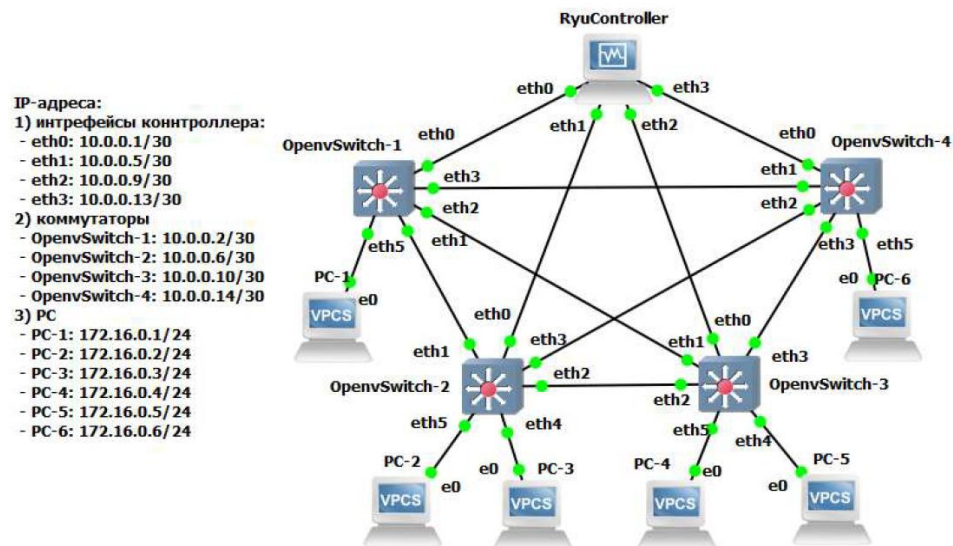 IP-адреса:
1) интрефейсы коннтроллера:
- eth0: 10.0.0.1/30
- eth1: 10.0.0.5/30
- eth2: 10.0.0.9/30
- eth3: 10.0.0.13/30
2) коммутаторы
- OpenvSwitch-1: 10.0.0.2/30
- OpenvSwitch-2: 10.0.0.6/30
- OpenvSwitch-3: 10.0.0.10/30
- OpenvSwitch-4: 10.0.0.14/30
3) PC
- PC-1: 172.16.0.1/24
- PC-2: 172.16.0.2/24
- PC-3: 172.16.0.3/24
- PC-4: 172.16.0.4/24
- PC-5: 172.16.0.5/24
- PC-6: 172.16.0.6/24
RyuController
eth0
eth3
eth1
eth2
OpenvSwitch-1
eth0
eth3
eth2
eth1
eth5
OpenvSwitch-4
eth0
eth1
eth2
eth3
eth5
PC-1
e0
VPCS
PC-6
e0
VPCS
eth0
eth1
eth3
eth2
OpenvSwitch-2
eth5
eth4
eth0
eth1
eth3
eth2
OpenvSwitch-3
eth5
eth4
PC-2
e0
VPCS
PC-3
e0
VPCS
PC-4
e0
VPCS
PC-5
e0
VPCS